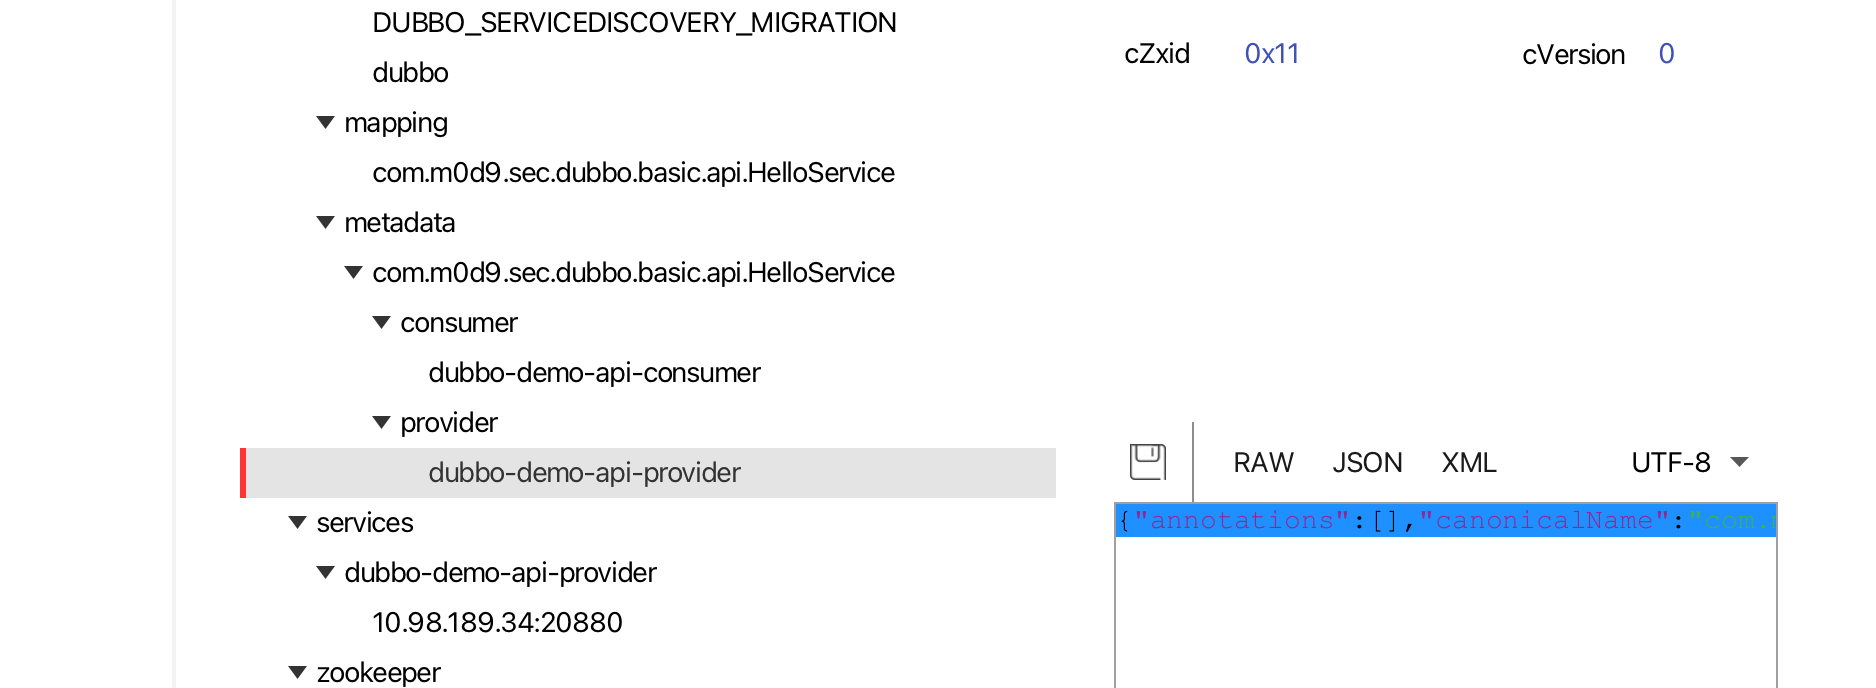 DUBBO_SERVICEDISCOVERY_MIGRATION
dubbo
mapping
com.m0d9.sec.dubbo.basic.api.HelloService
metadata
com.m0d9.sec.dubbo.basic.api.HelloService
consumer
dubbo-demo-api-consumer
provider
dubbo-demo-api-provider
services
dubbo-demo-api-provider
10.98.189.34:20880
zookeeper
cZxid 0x11 cVersion 0
RAW JSON XML UTF-8
{"annotations":[],"canonicalName":"com.